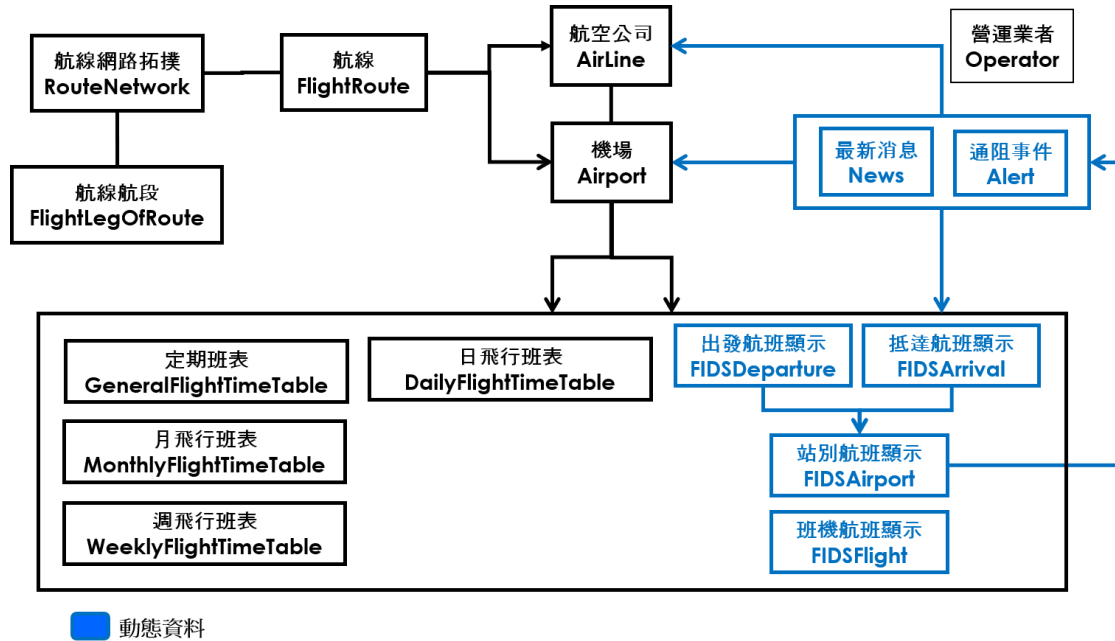 航線網路拓撲
RouteNetwork
航線
FlightRoute
航空公司
AirLine
營運業者
Operator
機場
Airport
最新消息
News
通阻事件
Alert
航線航段
FlightLegOfRoute
定期班表
GeneralFlightTimeTable
日飛行班表
DailyFlightTimeTable
出發航班顯示
FIDSDeparture
抵達航班顯示
FIDSArrival
月飛行班表
MonthlyFlightTimeTable
站別航班顯示
FIDSAirport
週飛行班表
WeeklyFlightTimeTable
班機航班顯示
FIDSFlight
動態資料